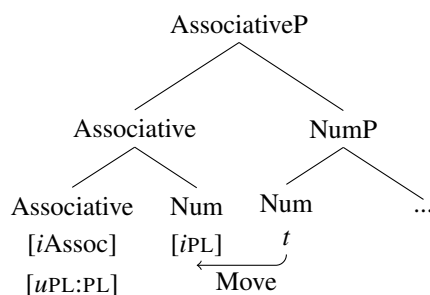 AssociativeP
Associative NumP
Associative Num Num ...
[iAssoc] [iPL] t
[uPL:PL] Move